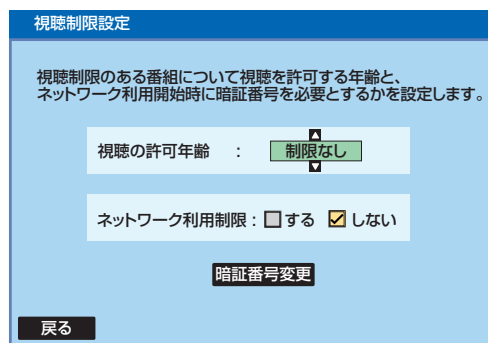 視聴制限設定
視聴制限のある番組について視聴を許可する年齢と、
ネットワーク利用開始時に暗証番号を必要とするかを設定します。
視聴の許可年齢 : 制限なし
ネットワーク利用制限 : する しない
暗証番号変更
戻る